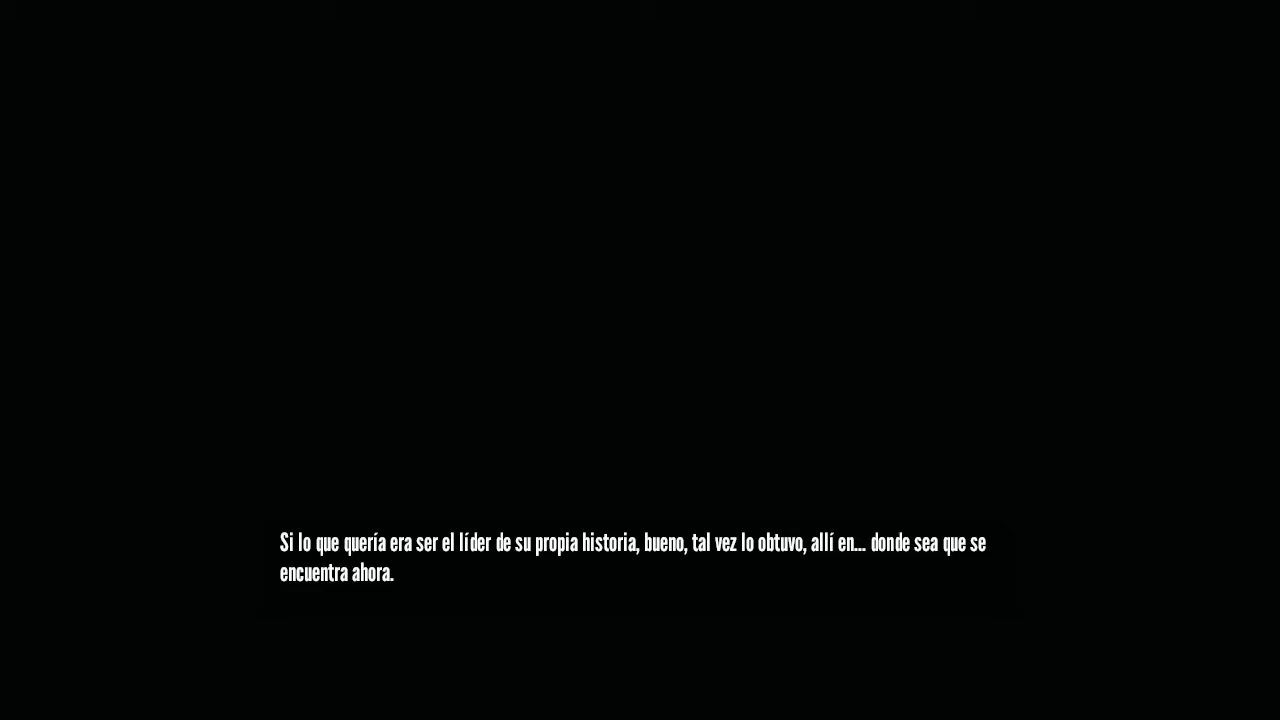 Si lo que quería era ser el líder de su propia historia, bueno, tal vez lo obtuvo, allí en... donde sea que se
encuentra ahora.